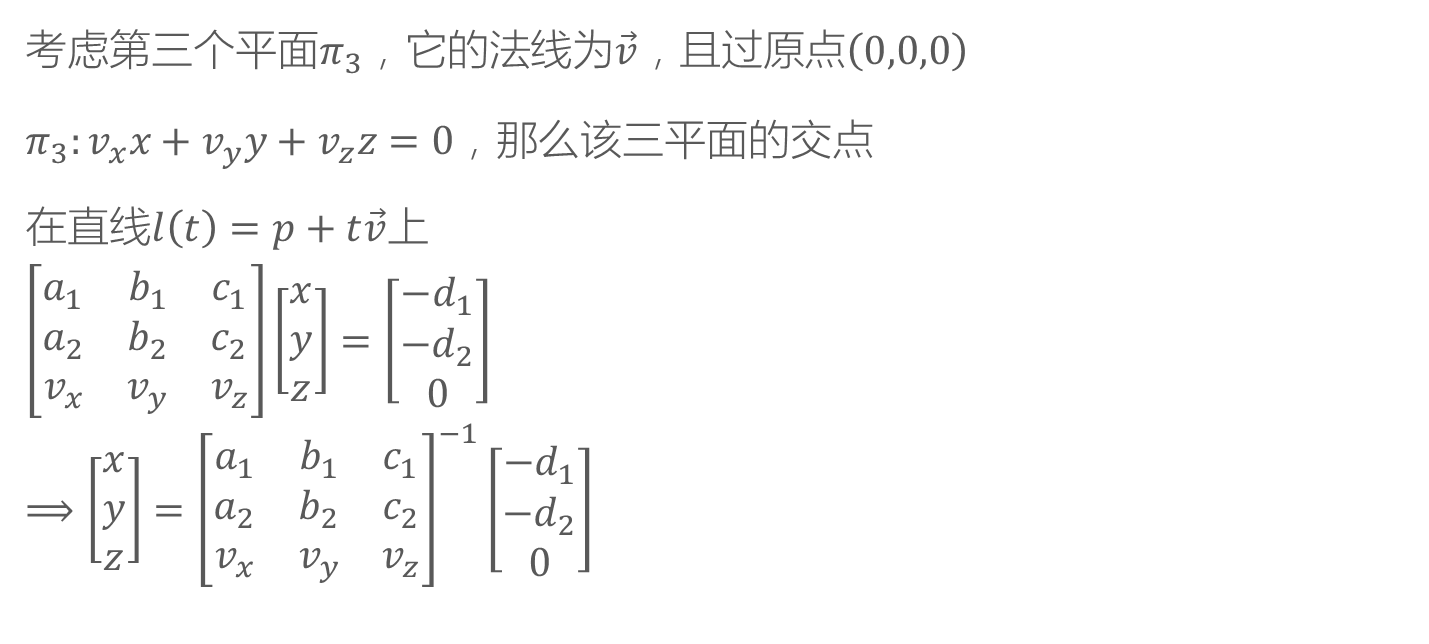 考虑第三个平面π₃，它的法线为v⃗，且过原点(0,0,0)
π₃: vₓx + v_y y + v_z z = 0，那么该三平面的交点
在直线l(t) = p + tv⃗上
[a₁ b₁ c₁; a₂ b₂ c₂; vₓ v_y v_z] [x; y; z] = [−d₁; −d₂; 0]
⟹ [x; y; z] = [a₁ b₁ c₁; a₂ b₂ c₂; vₓ v_y v_z]⁻¹ [−d₁; −d₂; 0]